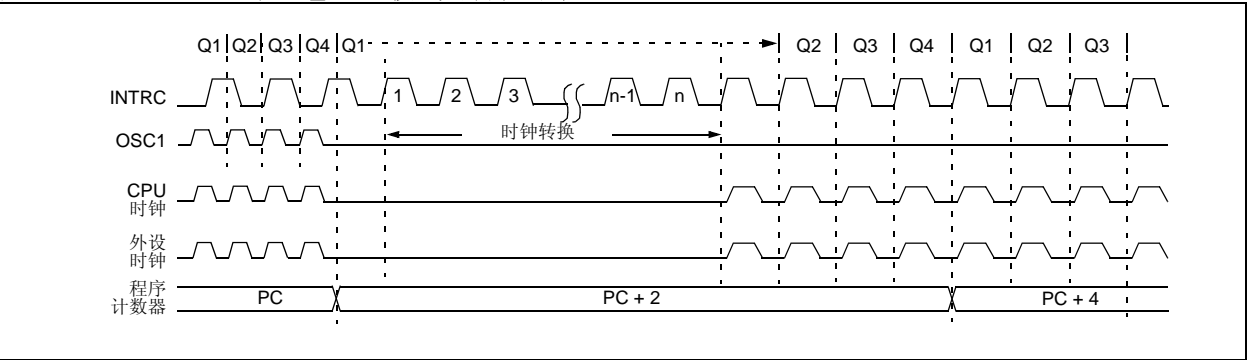 Q1 Q2 Q3 Q4 Q1 Q2 Q3 Q4 Q1 Q2 Q3
INTRC 1 2 3 n-1 n
时钟转换
OSC1
CPU
时钟
外设
时钟
程序
计数器
PC PC + 2 PC + 4